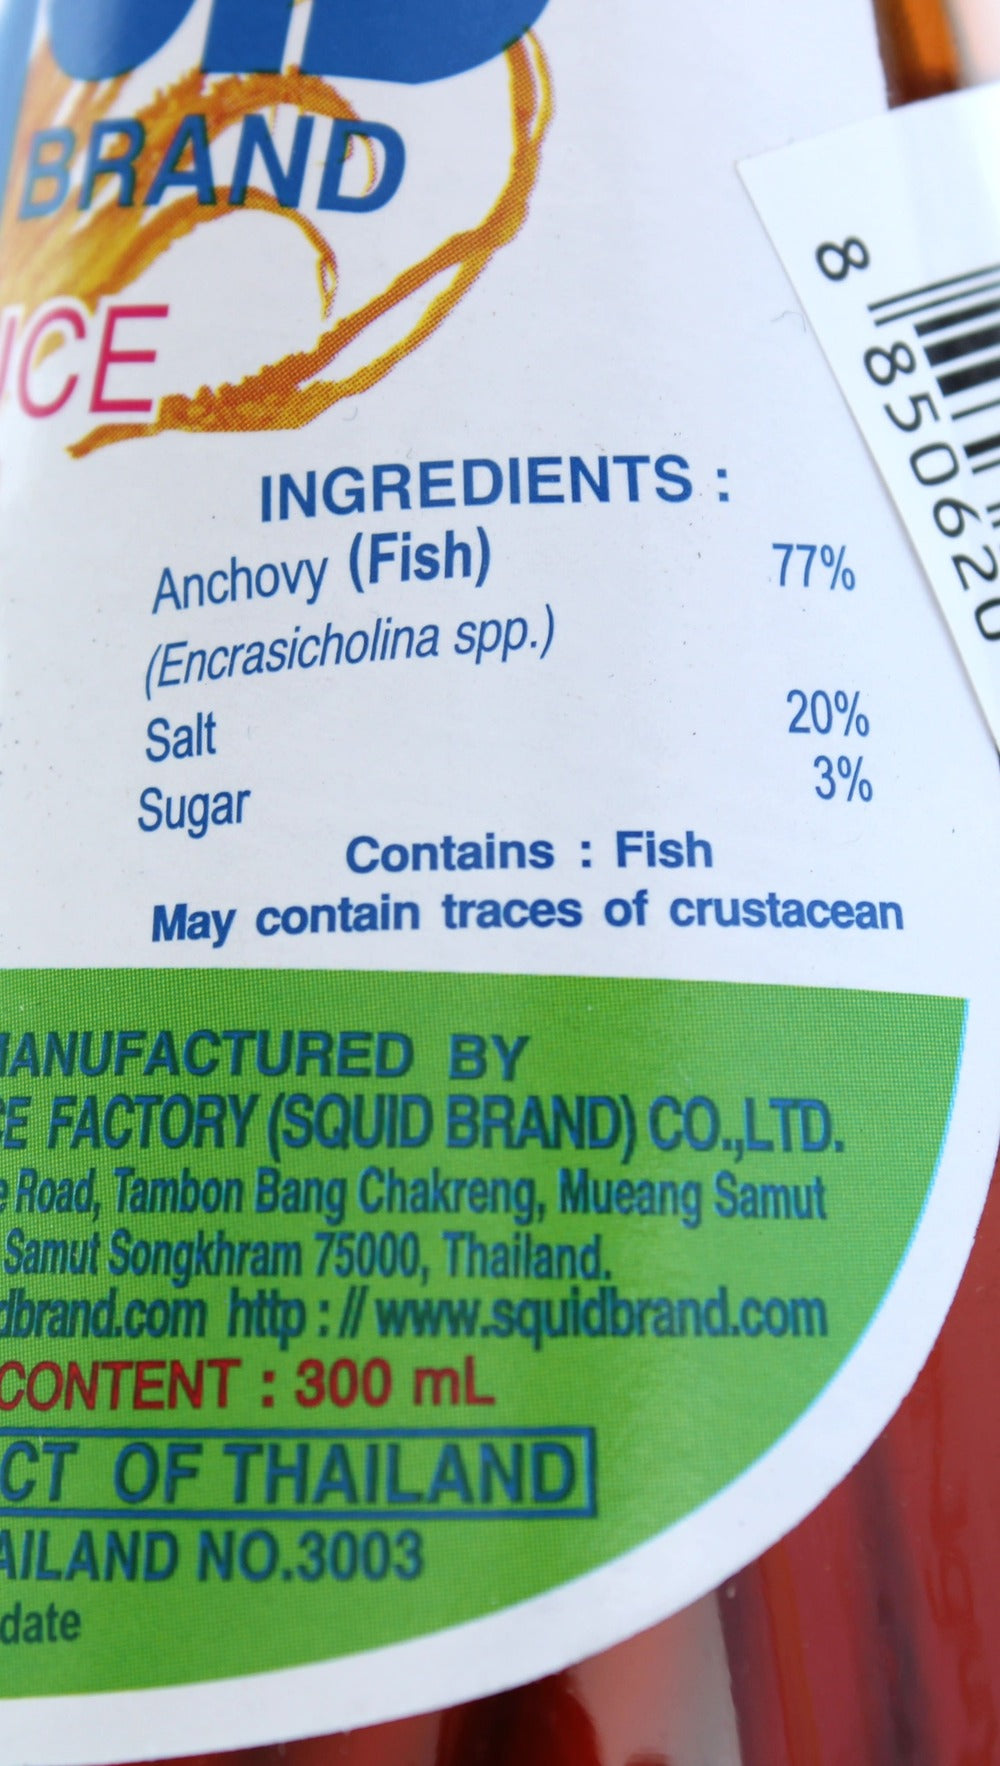 BRAND
INGREDIENTS :
Anchovy (Fish) 77%
(Encrasicholina spp.)
Salt 20%
Sugar 3%
Contains : Fish
May contain traces of crustacean
MANUFACTURED BY
CE FACTORY (SQUID BRAND) CO.,LTD.
Road, Tambon Bang Chakreng, Mueang Samut
Samut Songkhram 75000, Thailand.
dbrand.com http : // www.squidbrand.com
CONTENT : 300 mL
CT OF THAILAND
AILAND NO.3003
date
8 850620